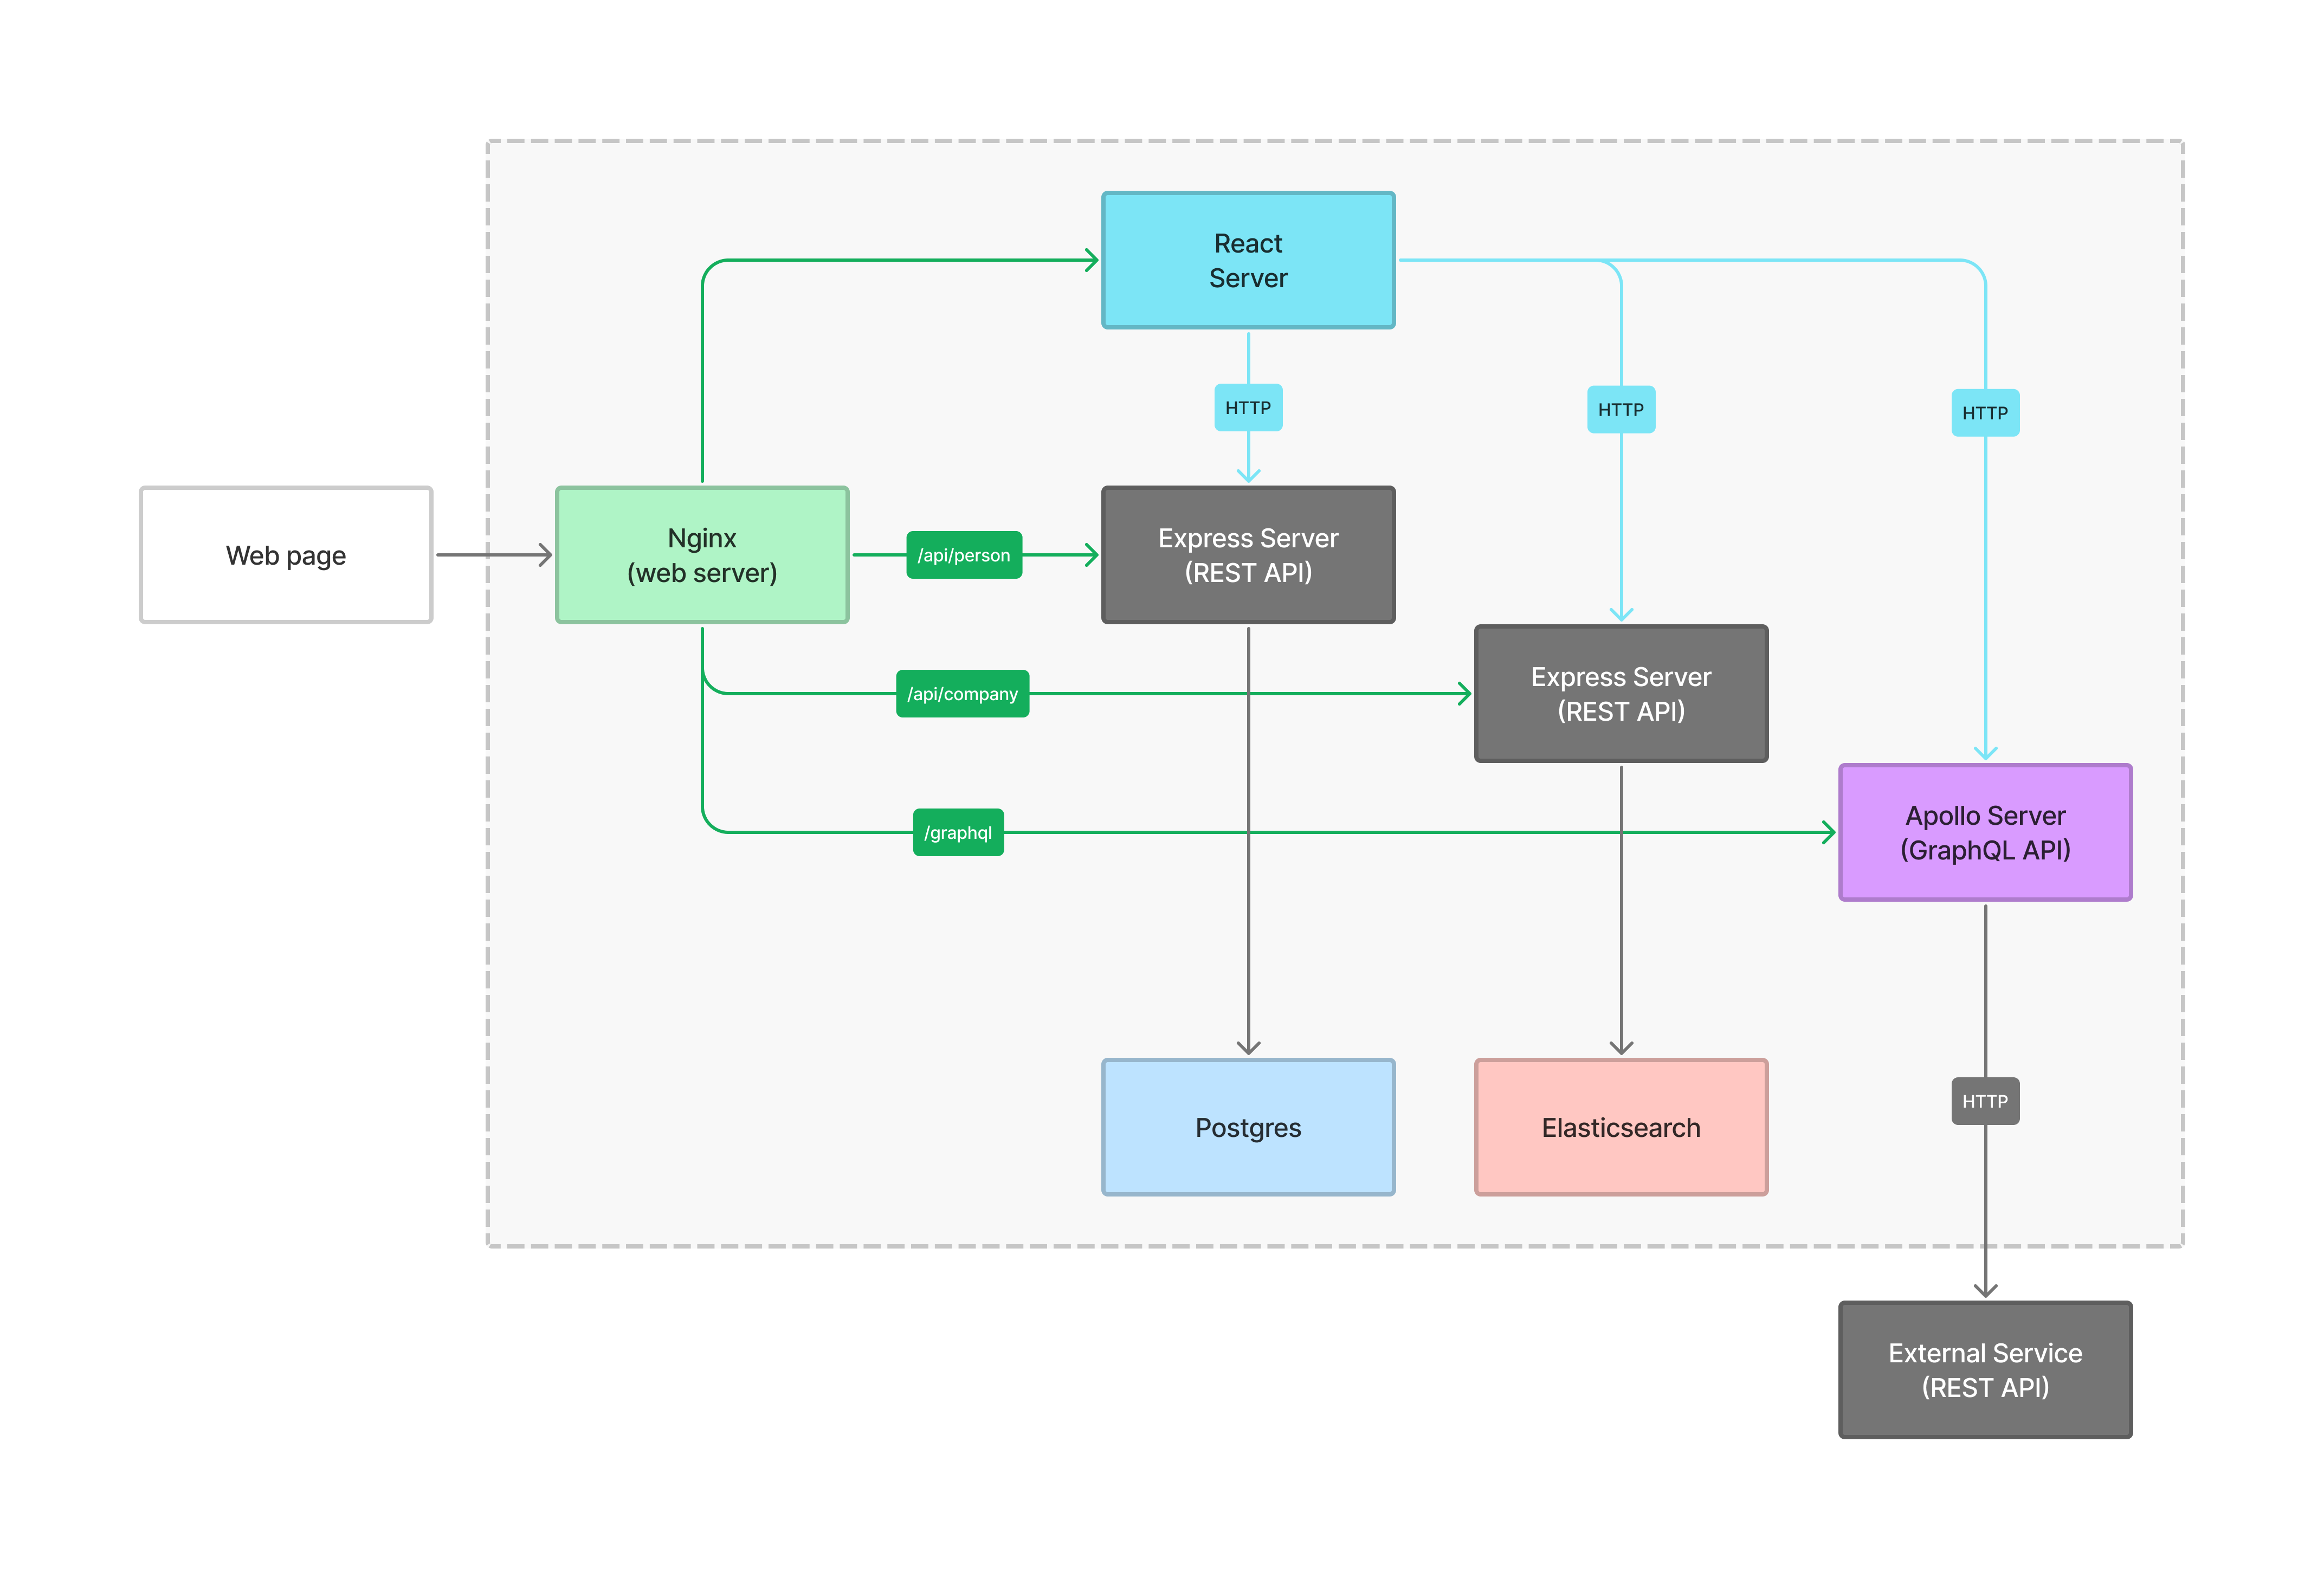 React
Server
HTTP
HTTP
HTTP
Web page
Nginx
(web server)
/api/person
Express Server
(REST API)
/api/company
Express Server
(REST API)
/graphql
Apollo Server
(GraphQL API)
HTTP
Postgres
Elasticsearch
External Service
(REST API)